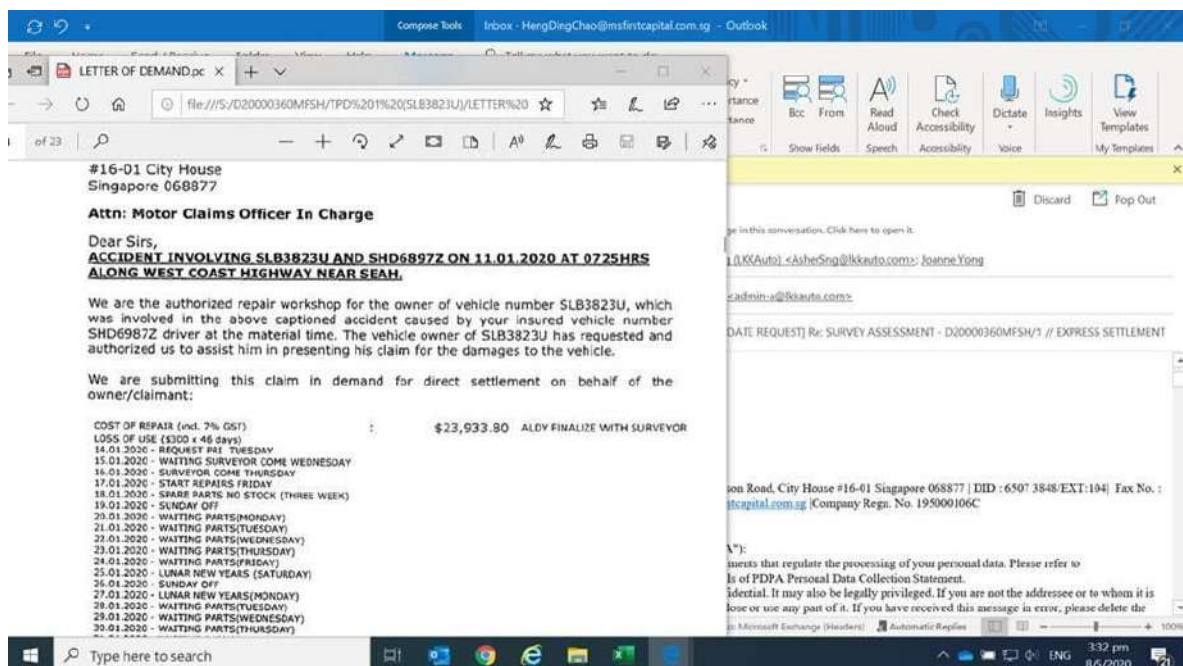 Compose Tools
Inbox - HengDingChao@msfirstcapital.com.sg - Outlook
LETTER OF DEMAND.pc
file:///S:/D20000360MFSH/TPD%201%20(SLB3823U)/LETTER%20
of 23
Bcc From Read Aloud Check Accessibility Dictate Insights View Templates
Show Fields Speech Accessibility Voice My Templates
#16-01 City House
Singapore 068877
Discard Pop Out
Attn: Motor Claims Officer In Charge
ge in this conversation. Click here to open it.
Dear Sirs,
ACCIDENT INVOLVING SLB3823U AND SHD6897Z ON 11.01.2020 AT 0725HRS
ALONG WEST COAST HIGHWAY NEAR SEAH.
(LKKAuto) <AsherSng@lkkauto.com>; Joanne Yong
<admin-a@lkkauto.com>
We are the authorized repair workshop for the owner of vehicle number SLB3823U, which
was involved in the above captioned accident caused by your insured vehicle number
SHD6987Z driver at the material time. The vehicle owner of SLB3823U has requested and
authorized us to assist him in presenting his claim for the damages to the vehicle.
DATE REQUEST] Re: SURVEY ASSESSMENT - D20000360MFSH/1 // EXPRESS SETTLEMENT
We are submitting this claim in demand for direct settlement on behalf of the
owner/claimant:
COST OF REPAIR (incl. 7% GST) : $23,933.80 ALDY FINALIZE WITH SURVEYOR
LOSS OF USE ($300 x 46 days)
14.01.2020 - REQUEST PRI TUESDAY
15.01.2020 - WAITING SURVEYOR COME WEDNESDAY
16.01.2020 - SURVEYOR COME THURSDAY
17.01.2020 - START REPAIRS FRIDAY
18.01.2020 - SPARE PARTS NO STOCK (THREE WEEK)
19.01.2020 - SUNDAY OFF
20.01.2020 - WAITING PARTS(MONDAY)
21.01.2020 - WAITING PARTS(TUESDAY)
22.01.2020 - WAITING PARTS(WEDNESDAY)
23.01.2020 - WAITING PARTS(THURSDAY)
24.01.2020 - WAITING PARTS(FRIDAY)
25.01.2020 - LUNAR NEW YEARS (SATURDAY)
26.01.2020 - SUNDAY OFF
27.01.2020 - LUNAR NEW YEARS(MONDAY)
28.01.2020 - WAITING PARTS(TUESDAY)
29.01.2020 - WAITING PARTS(WEDNESDAY)
30.01.2020 - WAITING PARTS(THURSDAY)
son Road, City House #16-01 Singapore 068877 | DID : 6507 3848/EXT:104| Fax No. :
stcapital.com.sg |Company Regn. No. 195000106C
A"):
ments that regulate the processing of your personal data. Please refer to
ls of PDPA Personal Data Collection Statement.
idential. It may also be legally privileged. If you are not the addressee or to whom it is
lose or use any part of it. If you have received this message in error, please delete the
Microsoft Exchange (Headers) Automatic Replies 100%
Type here to search
ENG
3:32 pm
8/5/2020
21